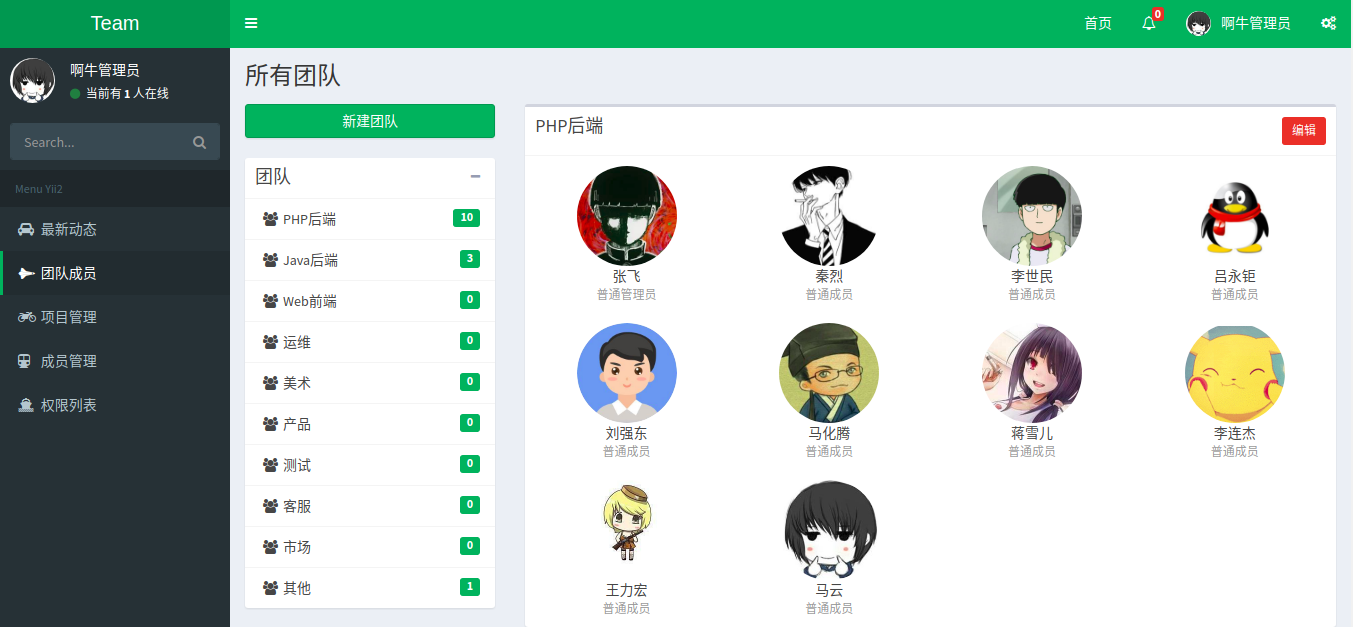 Team
首页
0
啊牛管理员
啊牛管理员
当前有 1 人在线
Search...
Menu Yii2
最新动态
团队成员
项目管理
成员管理
权限列表
所有团队
新建团队
团队
PHP后端 10
Java后端 3
Web前端 0
运维 0
美术 0
产品 0
测试 0
客服 0
市场 0
其他 1
PHP后端
编辑
张飞 秦烈 李世民 吕永钜
普通管理员 普通成员 普通成员 普通成员
刘强东 马化腾 蒋雪儿 李连杰
普通成员 普通成员 普通成员 普通成员
王力宏 马云
普通成员 普通成员